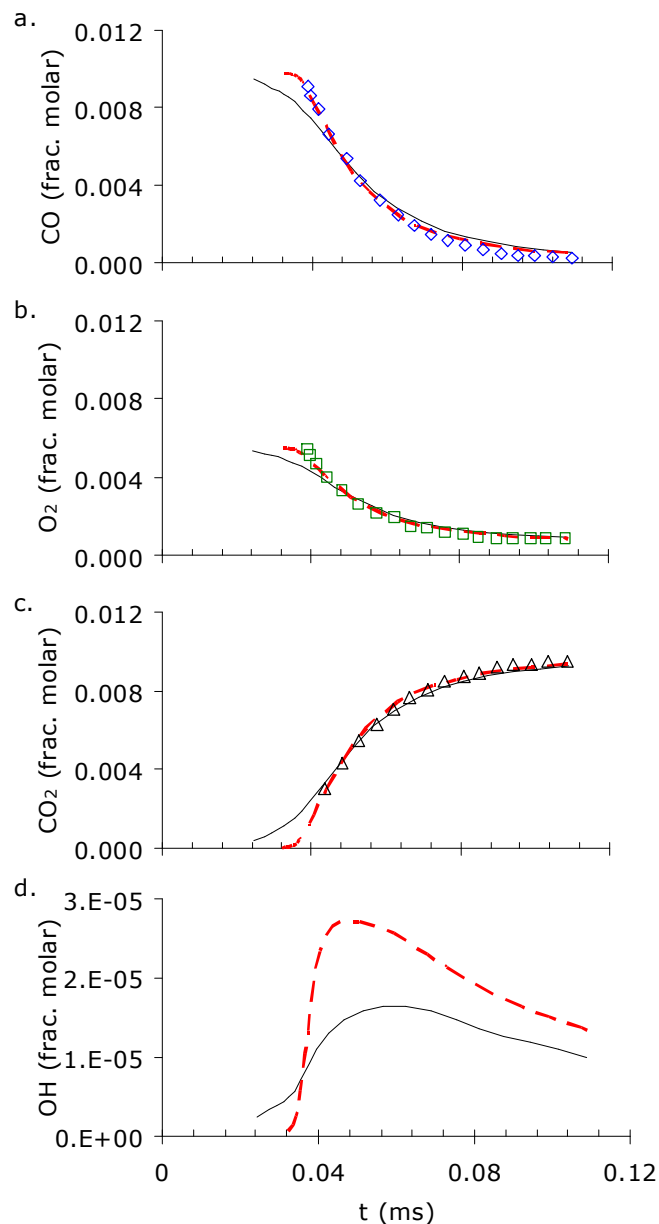 a.
0.012
0.008
0.004
0.000
CO (frac. molar)
b.
0.012
0.008
0.004
0.000
O₂ (frac. molar)
c.
0.012
0.008
0.004
0.000
CO₂ (frac. molar)
d.
3.E-05
2.E-05
1.E-05
0.E+00
OH (frac. molar)
0 0.04 0.08 0.12
t (ms)